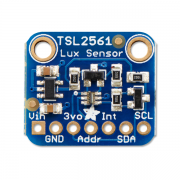 TSL2561
Lux Sensor
Vin 3vo Int SCL
GND Addr SDA